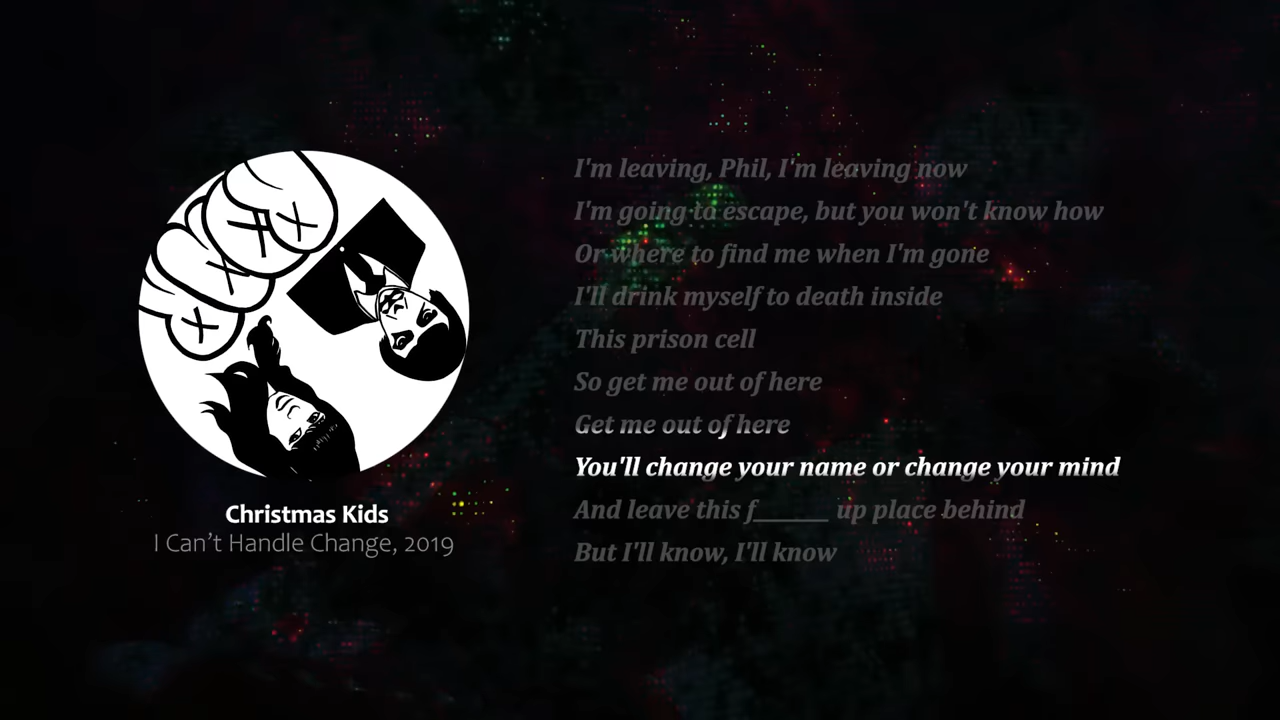 I'm leaving, Phil, I'm leaving now
I'm going to escape, but you won't know how
Or where to find me when I'm gone
I'll drink myself to death inside
This prison cell
So get me out of here
Get me out of here
You'll change your name or change your mind
And leave this f______ up place behind
But I'll know, I'll know
Christmas Kids
I Can't Handle Change, 2019